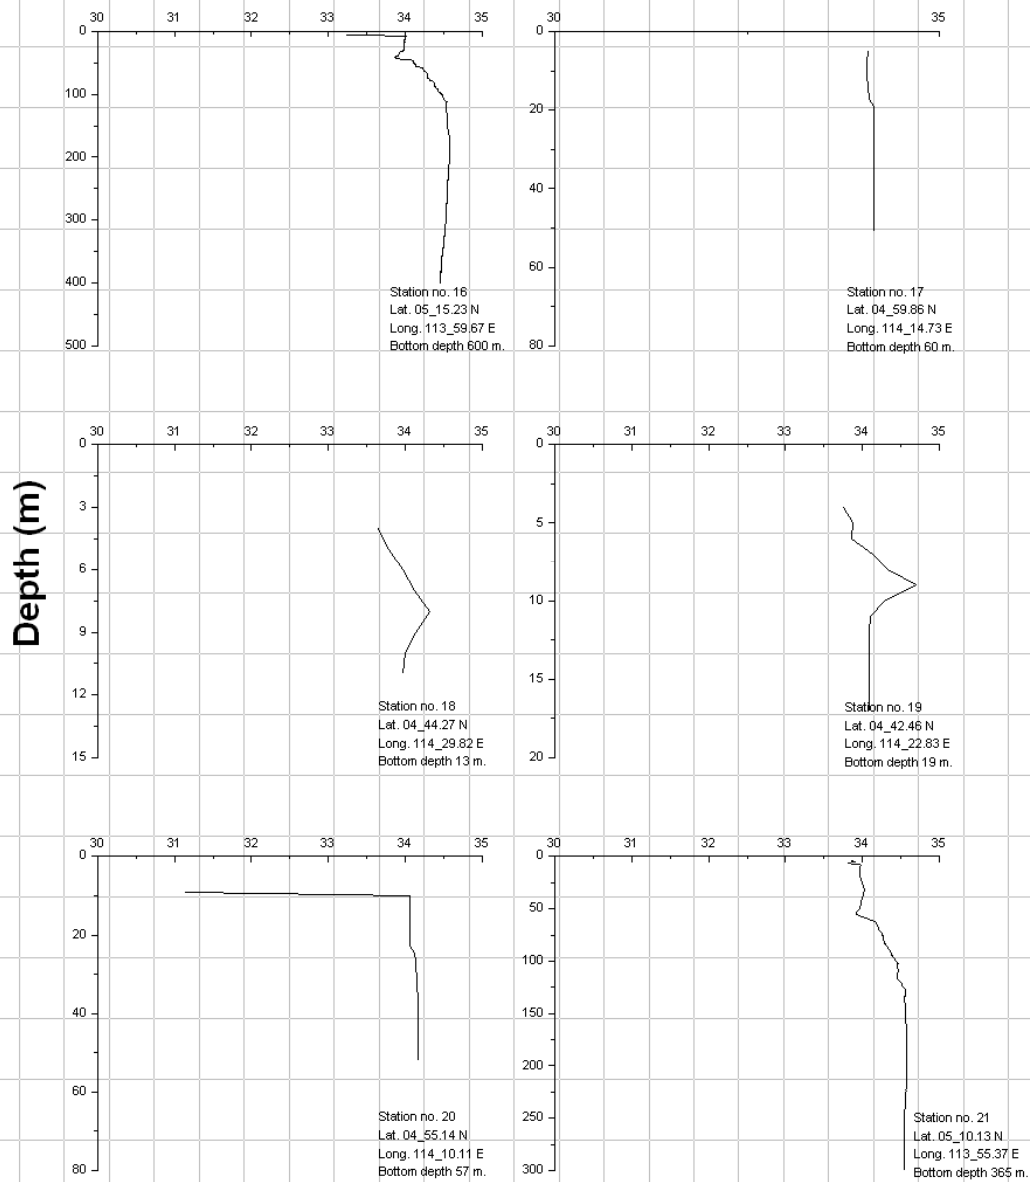 Depth (m)
30 31 32 33 34 35
0
100
200
300
400
500
Station no. 16
Lat. 05_15.23 N
Long. 113_59.67 E
Bottom depth 600 m.
30 35
0
20
40
60
80
Station no. 17
Lat. 04_59.86 N
Long. 114_14.73 E
Bottom depth 60 m.
30 31 32 33 34 35
0
3
6
9
12
15
Station no. 18
Lat. 04_44.27 N
Long. 114_29.82 E
Bottom depth 13 m.
30 31 32 33 34 35
0
5
10
15
20
Station no. 19
Lat. 04_42.46 N
Long. 114_22.83 E
Bottom depth 19 m.
30 31 32 33 34 35
0
20
40
60
80
Station no. 20
Lat. 04_55.14 N
Long. 114_10.11 E
Bottom depth 57 m.
30 31 32 33 34 35
0
50
100
150
200
250
300
Station no. 21
Lat. 05_10.13 N
Long. 113_55.37 E
Bottom depth 365 m.